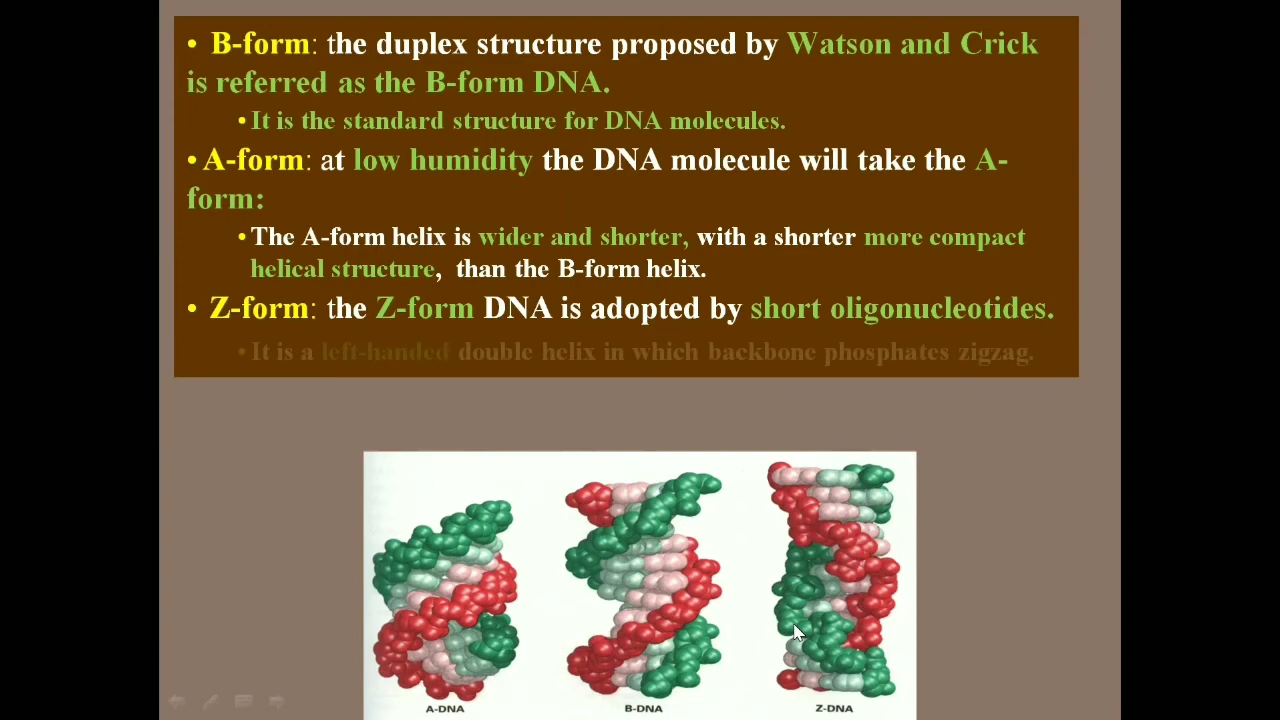 • B-form: the duplex structure proposed by Watson and Crick
is referred as the B-form DNA.
• It is the standard structure for DNA molecules.
• A-form: at low humidity the DNA molecule will take the A-
form:
• The A-form helix is wider and shorter, with a shorter more compact
helical structure, than the B-form helix.
• Z-form: the Z-form DNA is adopted by short oligonucleotides.
• It is a left-handed double helix in which backbone phosphates zigzag.
A-DNA
B-DNA
Z-DNA